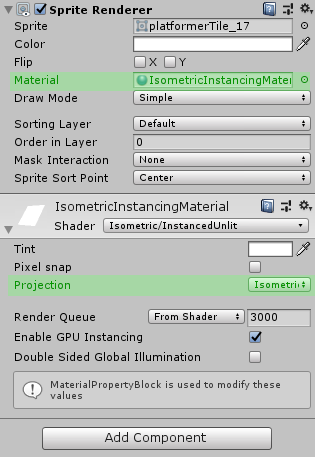 Sprite Renderer
Sprite platformerTile_17
Color
Flip X Y
Material IsometricInstancingMater
Draw Mode Simple
Sorting Layer Default
Order in Layer 0
Mask Interaction None
Sprite Sort Point Center
IsometricInstancingMaterial
Shader Isometric/InstancedUnlit
Tint
Pixel snap
Projection Isometric
Render Queue From Shader 3000
Enable GPU Instancing
Double Sided Global Illumination
MaterialPropertyBlock is used to modify these
values
Add Component